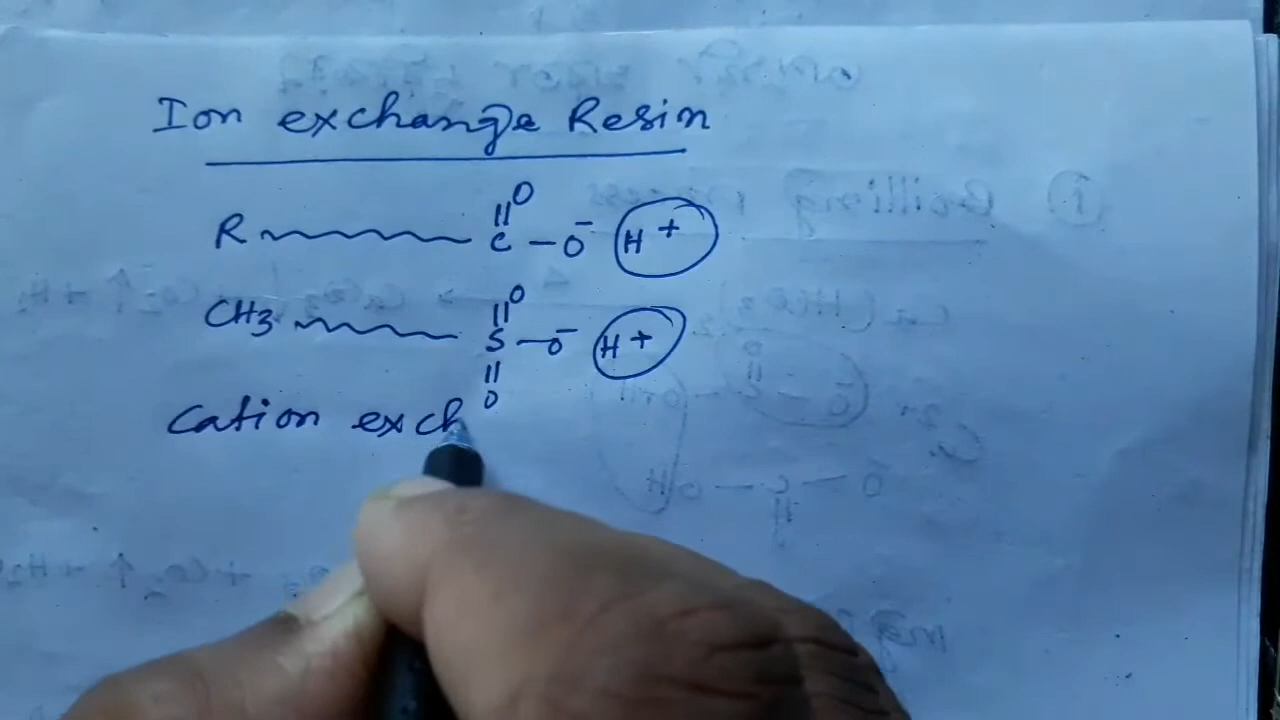 Ion exchange Resin
O
R C - O⁻ H +
O
CH3 S - O⁻ H +
O
Cation exch